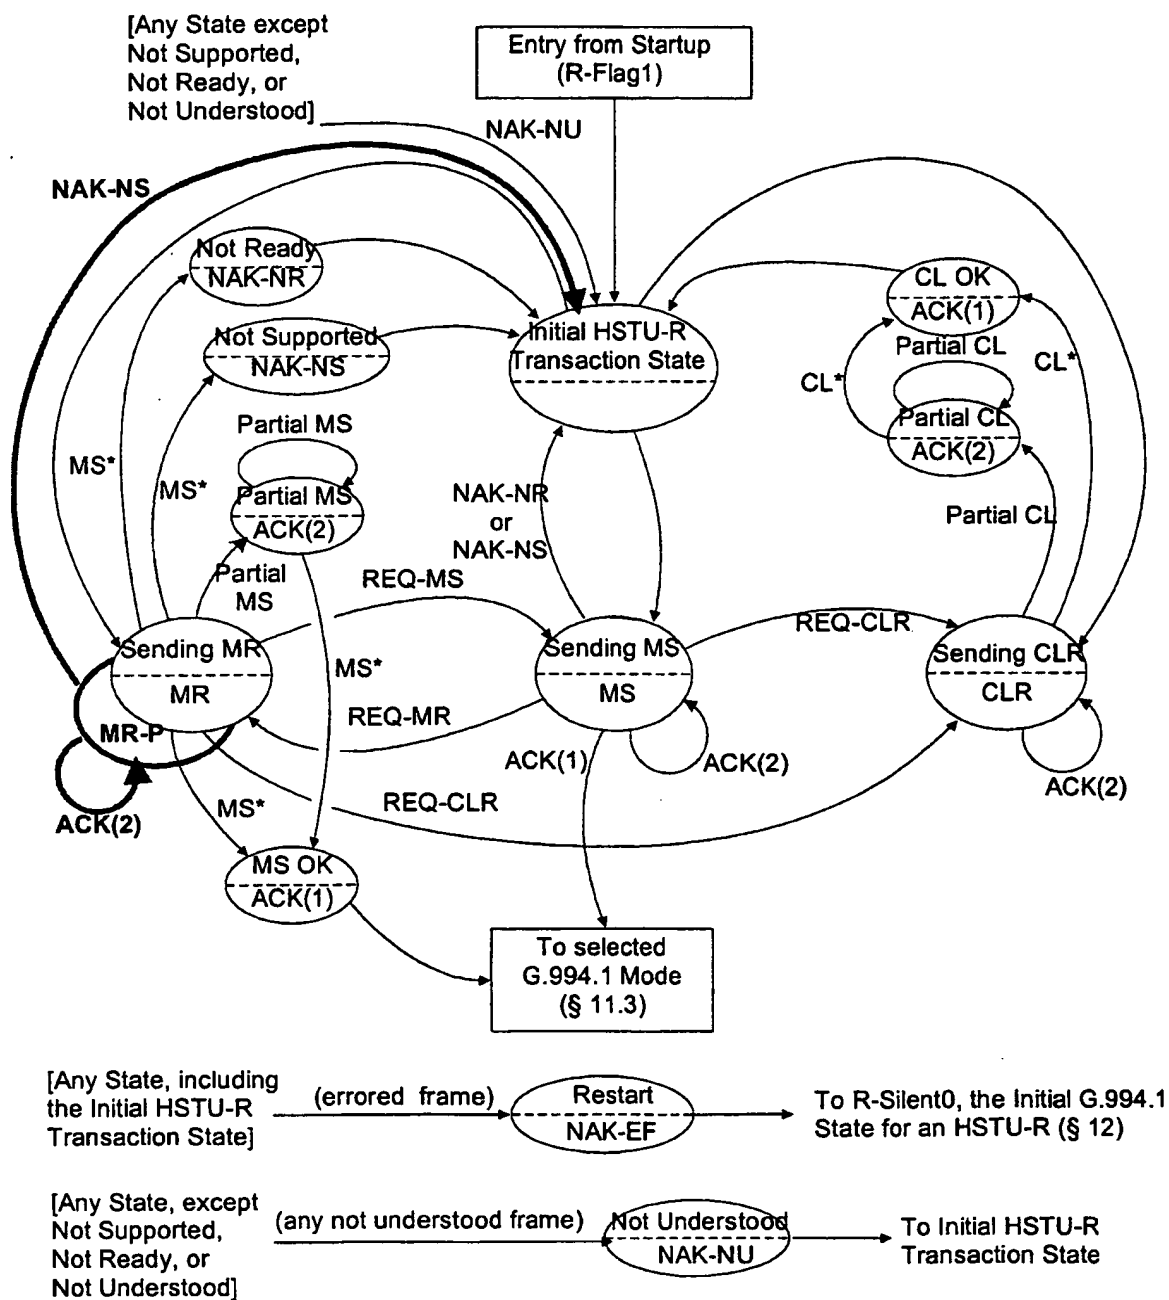 [Any State except
Not Supported,
Not Ready, or
Not Understood]
Entry from Startup
(R-Flag1)
NAK-NU
NAK-NS
Not Ready
NAK-NR
Not Supported
NAK-NS
Initial HSTU-R
Transaction State
CL OK
ACK(1)
Partial CL
CL*
CL*
Partial CL
ACK(2)
Partial CL
MS*
MS*
Partial MS
Partial MS
ACK(2)
Partial
MS
NAK-NR
or
NAK-NS
REQ-MS
REQ-CLR
Sending MR
MR
MS*
Sending MS
MS
Sending CLR
CLR
MR-P
REQ-MR
ACK(1)
ACK(2)
ACK(2)
ACK(2)
MS*
REQ-CLR
MS OK
ACK(1)
To selected
G.994.1 Mode
(§ 11.3)
[Any State, including
the Initial HSTU-R
Transaction State]
(errored frame)
Restart
NAK-EF
To R-Silent0, the Initial G.994.1
State for an HSTU-R (§ 12)
[Any State, except
Not Supported,
Not Ready, or
Not Understood]
(any not understood frame)
Not Understood
NAK-NU
To Initial HSTU-R
Transaction State